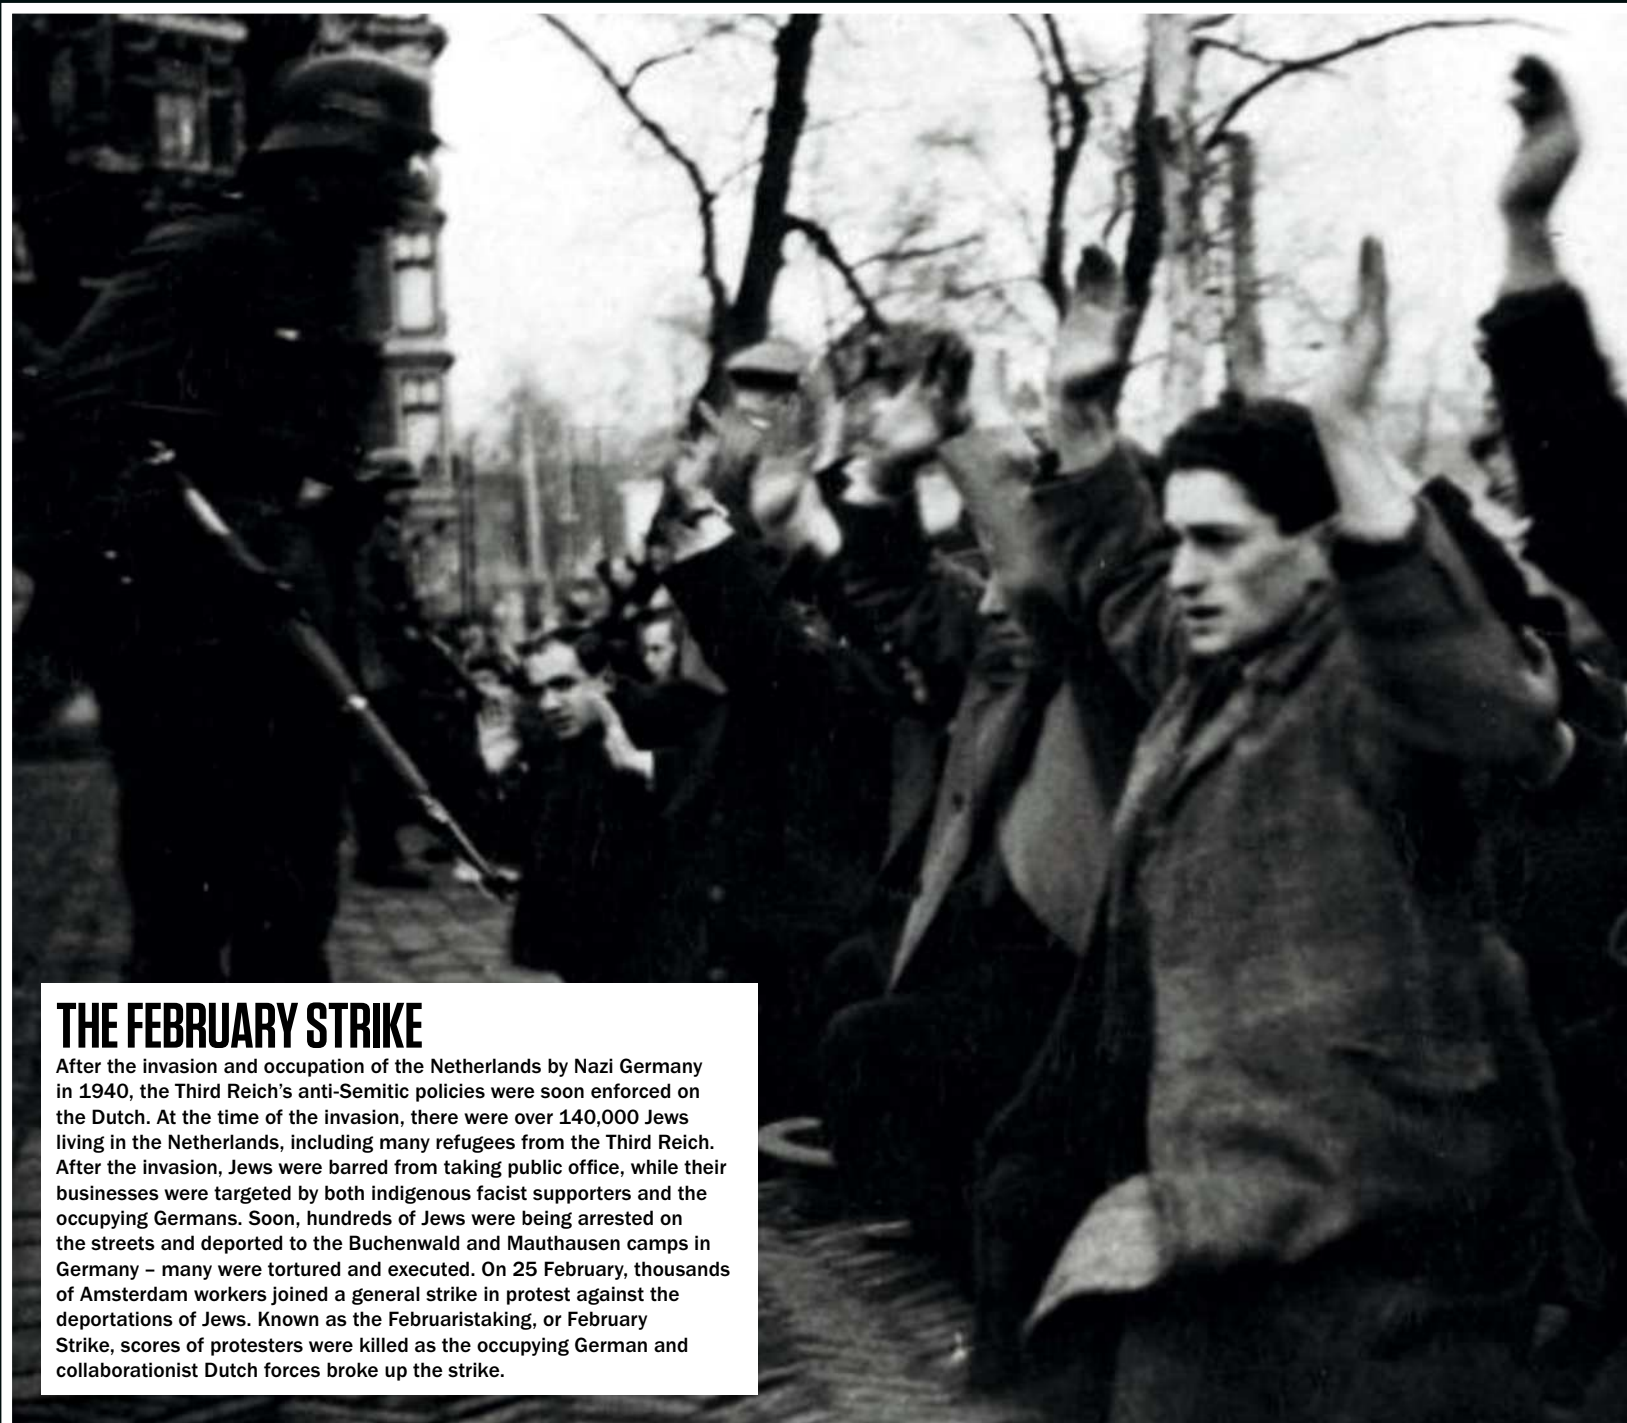 THE FEBRUARY STRIKE
After the invasion and occupation of the Netherlands by Nazi Germany
in 1940, the Third Reich’s anti-Semitic policies were soon enforced on
the Dutch. At the time of the invasion, there were over 140,000 Jews
living in the Netherlands, including many refugees from the Third Reich.
After the invasion, Jews were barred from taking public office, while their
businesses were targeted by both indigenous facist supporters and the
occupying Germans. Soon, hundreds of Jews were being arrested on
the streets and deported to the Buchenwald and Mauthausen camps in
Germany – many were tortured and executed. On 25 February, thousands
of Amsterdam workers joined a general strike in protest against the
deportations of Jews. Known as the Februaristaking, or February
Strike, scores of protesters were killed as the occupying German and
collaborationist Dutch forces broke up the strike.